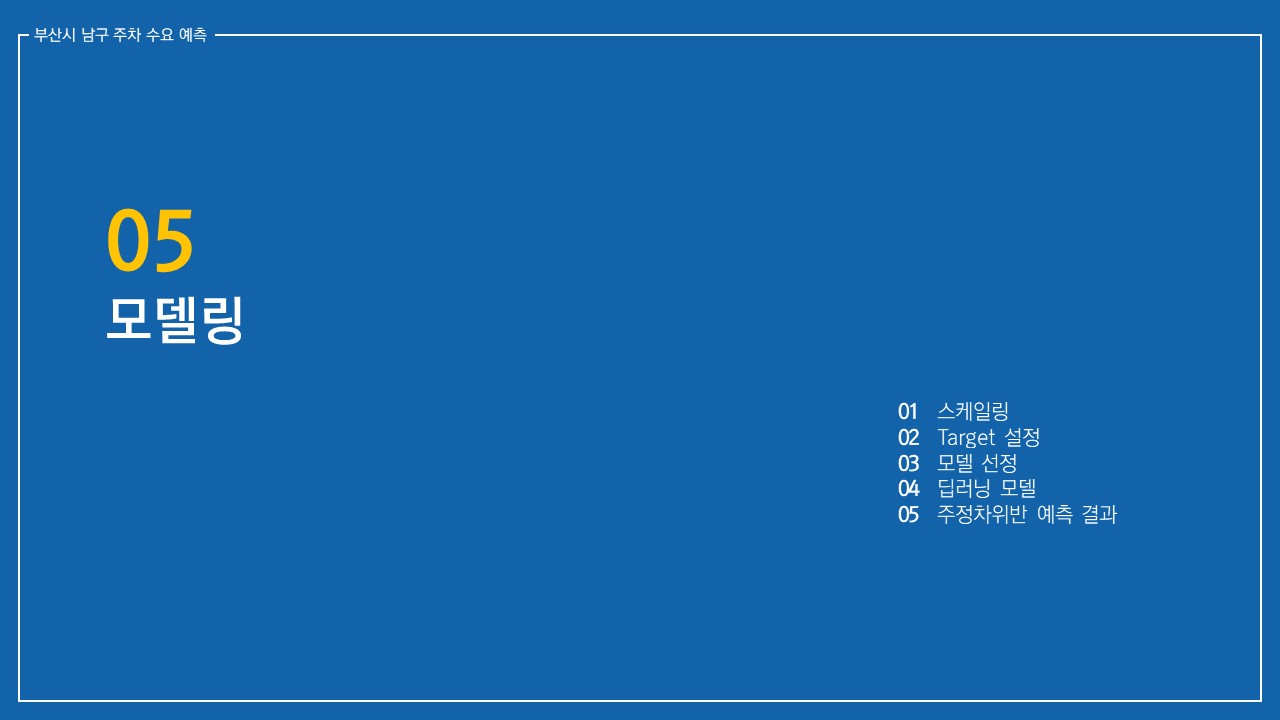 부산시 남구 주차 수요 예측
05
모델링
01 스케일링
02 Target 설정
03 모델 선정
04 딥러닝 모델
05 주정차위반 예측 결과